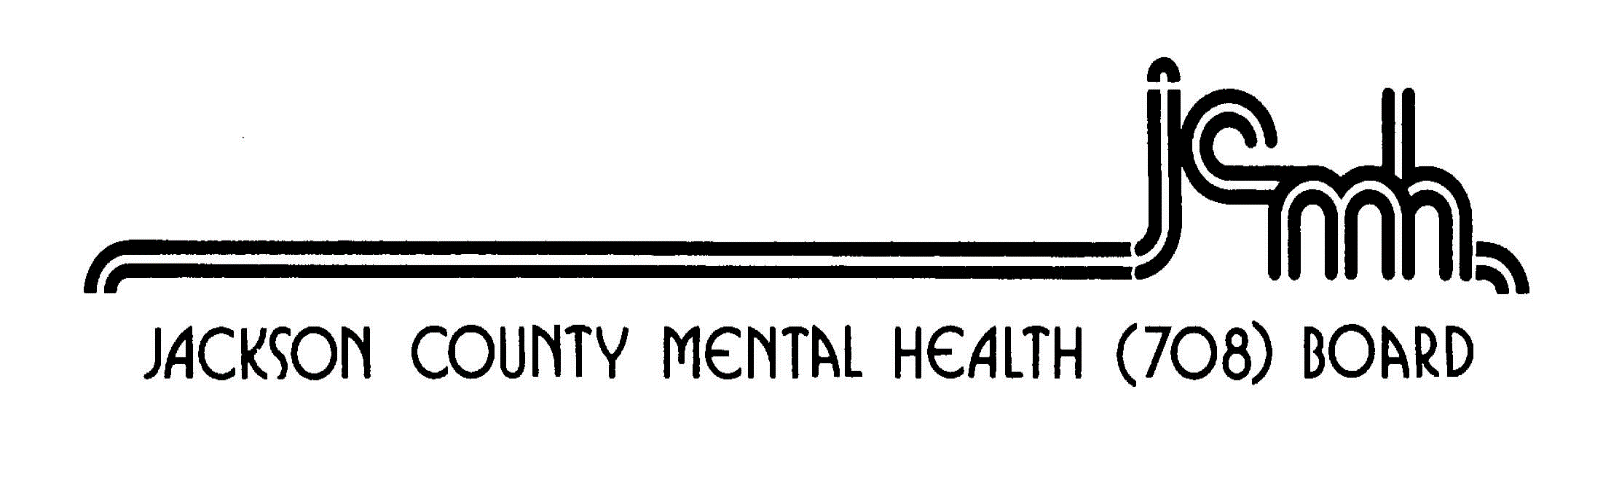 jcmh
JACKSON COUNTY MENTAL HEALTH (708) BOARD